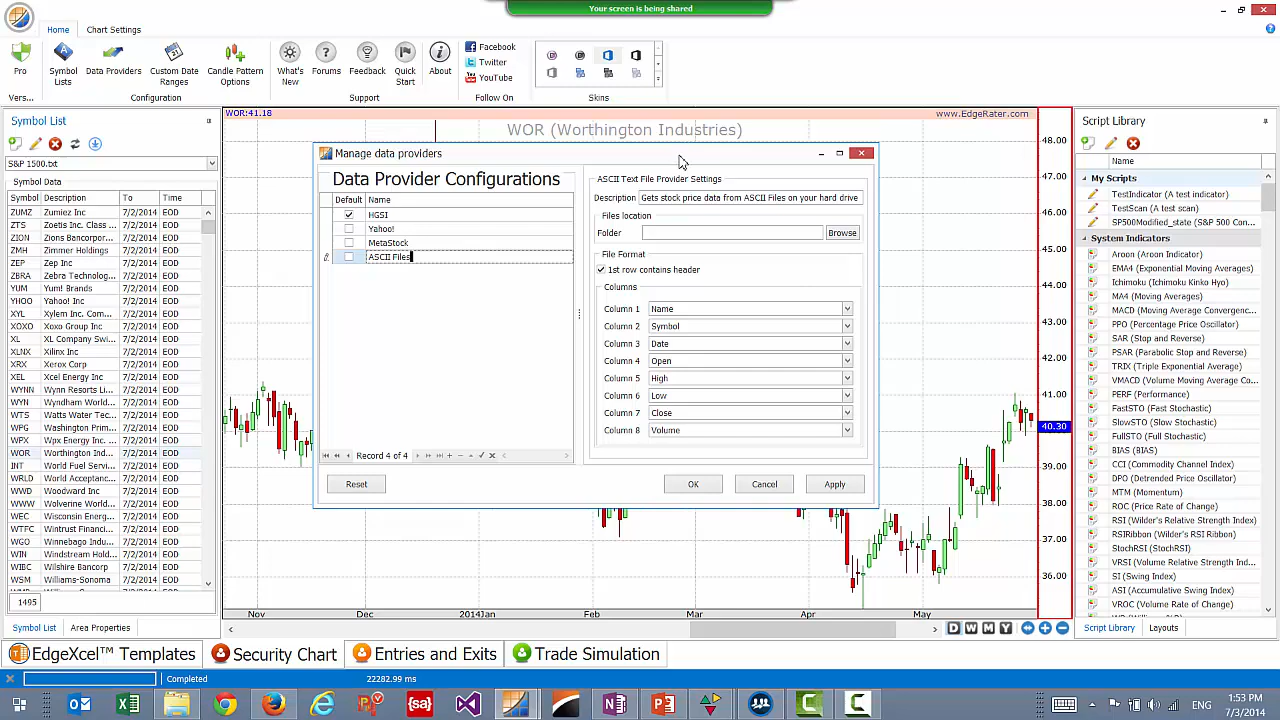 Your screen is being shared
Home
Chart Settings
Pro
Symbol Lists
Data Providers
Custom Date Ranges
Candle Pattern Options
What's New
Forums
Feedback
Quick Start
About
Facebook
Twitter
YouTube
Vers...
Configuration
Support
Follow On
Skins
Symbol List
S&P 1500.txt
Symbol Data
Symbol Description To Time
ZUMZ Zumiez Inc 7/2/2014 EOD
ZTS Zoetis Inc. Class ... 7/2/2014 EOD
ZION Zions Bancorpor... 7/2/2014 EOD
ZMH Zimmer Holdings 7/2/2014 EOD
ZEP Zep Inc 7/2/2014 EOD
ZBRA Zebra Technolog... 7/2/2014 EOD
YUM Yum! Brands 7/2/2014 EOD
YHOO Yahoo! Inc 7/2/2014 EOD
XYL Xylem Inc. Com... 7/2/2014 EOD
XOXO Xoxo Group Inc 7/2/2014 EOD
XL XL Company Swi... 7/2/2014 EOD
XLNX Xilinx Inc 7/2/2014 EOD
XRX Xerox Corp 7/2/2014 EOD
XEL Xcel Energy Inc 7/2/2014 EOD
WYNN Wynn Resorts L... 7/2/2014 EOD
WYN Wyndham World... 7/2/2014 EOD
WTS Watts Water Tec... 7/2/2014 EOD
WPG Washington Prim... 7/2/2014 EOD
WPX Wpx Energy Inc.... 7/2/2014 EOD
WOR Worthington Ind... 7/2/2014 EOD
INT World Fuel Servi... 7/2/2014 EOD
WRLD World Acceptanc... 7/2/2014 EOD
WWD Woodward Inc 7/2/2014 EOD
WWW Wolverine World... 7/2/2014 EOD
WEC Wisconsin Energ... 7/2/2014 EOD
WTFC Wintrust Financi... 7/2/2014 EOD
WGO Winnebago Indu... 7/2/2014 EOD
WIN Windstream Hold... 7/2/2014 EOD
WIBC Wilshire Bancorp 7/2/2014 EOD
WSM Williams-Sonoma 7/2/2014 EOD
1495
Symbol List
Area Properties
WOR:41.18
www.EdgeRater.com
WOR (Worthington Industries)
Manage data providers
Data Provider Configurations
Default Name
HGSI
Yahoo!
MetaStock
ASCII Files
Record 4 of 4
ASCII Text File Provider Settings
Description Gets stock price data from ASCII Files on your hard drive
Files location
Folder
Browse
File Format
1st row contains header
Columns
Column 1 Name
Column 2 Symbol
Column 3 Date
Column 4 Open
Column 5 High
Column 6 Low
Column 7 Close
Column 8 Volume
Reset
OK
Cancel
Apply
48.00
47.00
46.00
45.00
44.00
43.00
42.00
41.00
40.30
39.00
38.00
37.00
36.00
Nov Dec 2014Jan Feb Mar Apr May
D W M Y
Script Library
Name
My Scripts
TestIndicator (A test indicator)
TestScan (A test scan)
SP500Modified_state (S&P 500 Con...
System Indicators
Aroon (Aroon Indicator)
EMA4 (Exponential Moving Averages)
Ichimoku (Ichimoku Kinko Hyo)
MA (Moving Averages)
MACD (Moving Average Convergenc...
PPO (Percentage Price Oscillator)
SAR (Stop and Reverse)
PSAR (Parabolic Stop and Reverse)
TRIX (Triple Exponential Average)
VMACD (Volume Moving Average Co...
PERF (Performance)
FastSTO (Fast Stochastic)
SlowSTO (Slow Stochastic)
FullSTO (Full Stochastic)
BIAS (BIAS)
CCI (Commodity Channel Index)
DPO (Detrended Price Oscillator)
MTM (Momentum)
ROC (Price Rate of Change)
RSI (Wilder's Relative Strength Index)
RSIRibbon (Wilder's RSI Ribbon)
StochRSI (StochRSI)
VRSI (Volume Relative Strength Ind...
SI (Swing Index)
ASI (Accumulative Swing Index)
VROC (Volume Rate of Change)
Script Library
Layouts
EdgeXcel™ Templates
Security Chart
Entries and Exits
Trade Simulation
Completed
22282.99 ms
ENG
1:53 PM
7/3/2014